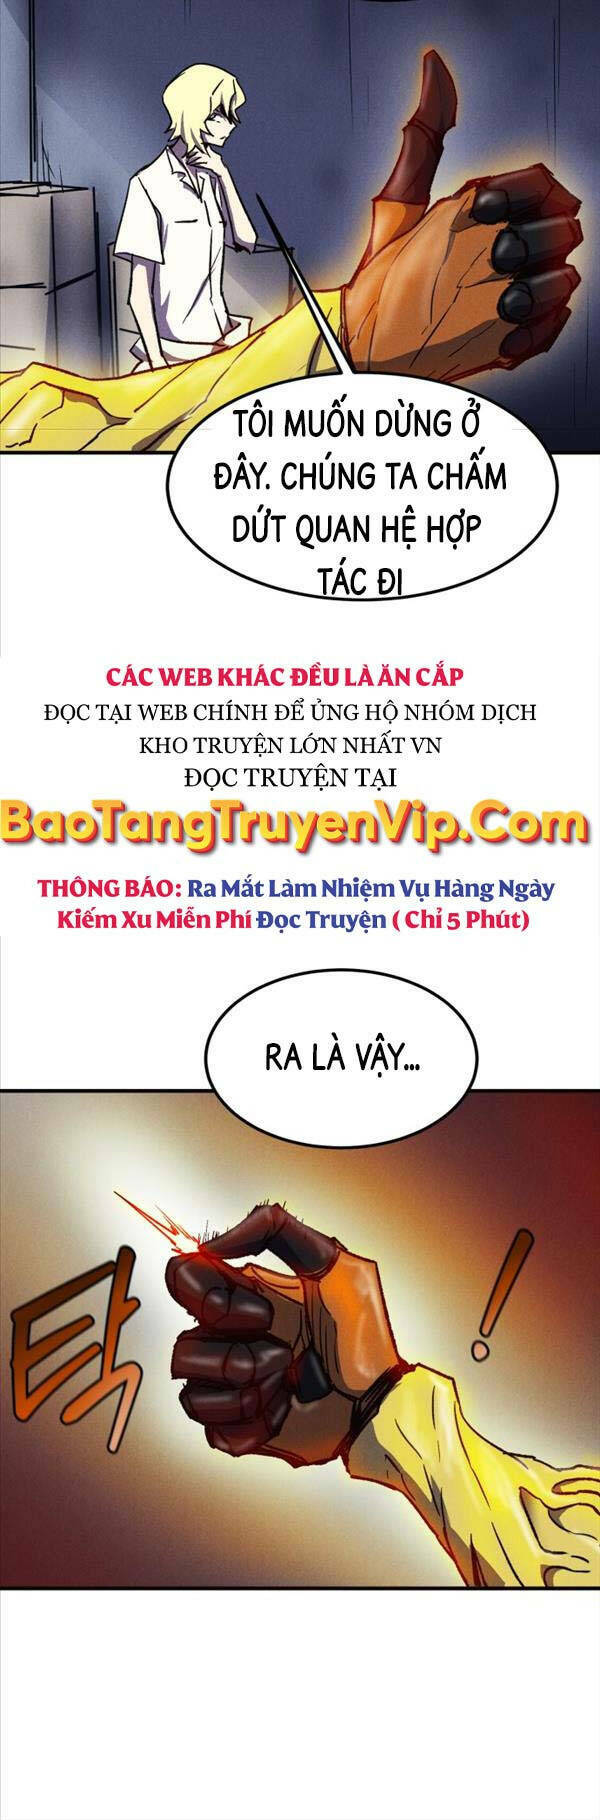 TÔI MUỐN DỪNG Ở
ĐÂY. CHÚNG TA CHẤM
DỨT QUAN HỆ HỢP
TÁC ĐI
CÁC WEB KHÁC ĐỀU LÀ ĂN CẮP
ĐỌC TẠI WEB CHÍNH ĐỂ ỦNG HỘ NHÓM DỊCH
KHO TRUYỆN LỚN NHẤT VN
ĐỌC TRUYỆN TẠI
BaoTangTruyenVip.Com
THÔNG BÁO: Ra Mắt Làm Nhiệm Vụ Hàng Ngày
Kiếm Xu Miễn Phí Đọc Truyện ( Chỉ 5 Phút)
RA LÀ VẬY...
탁!